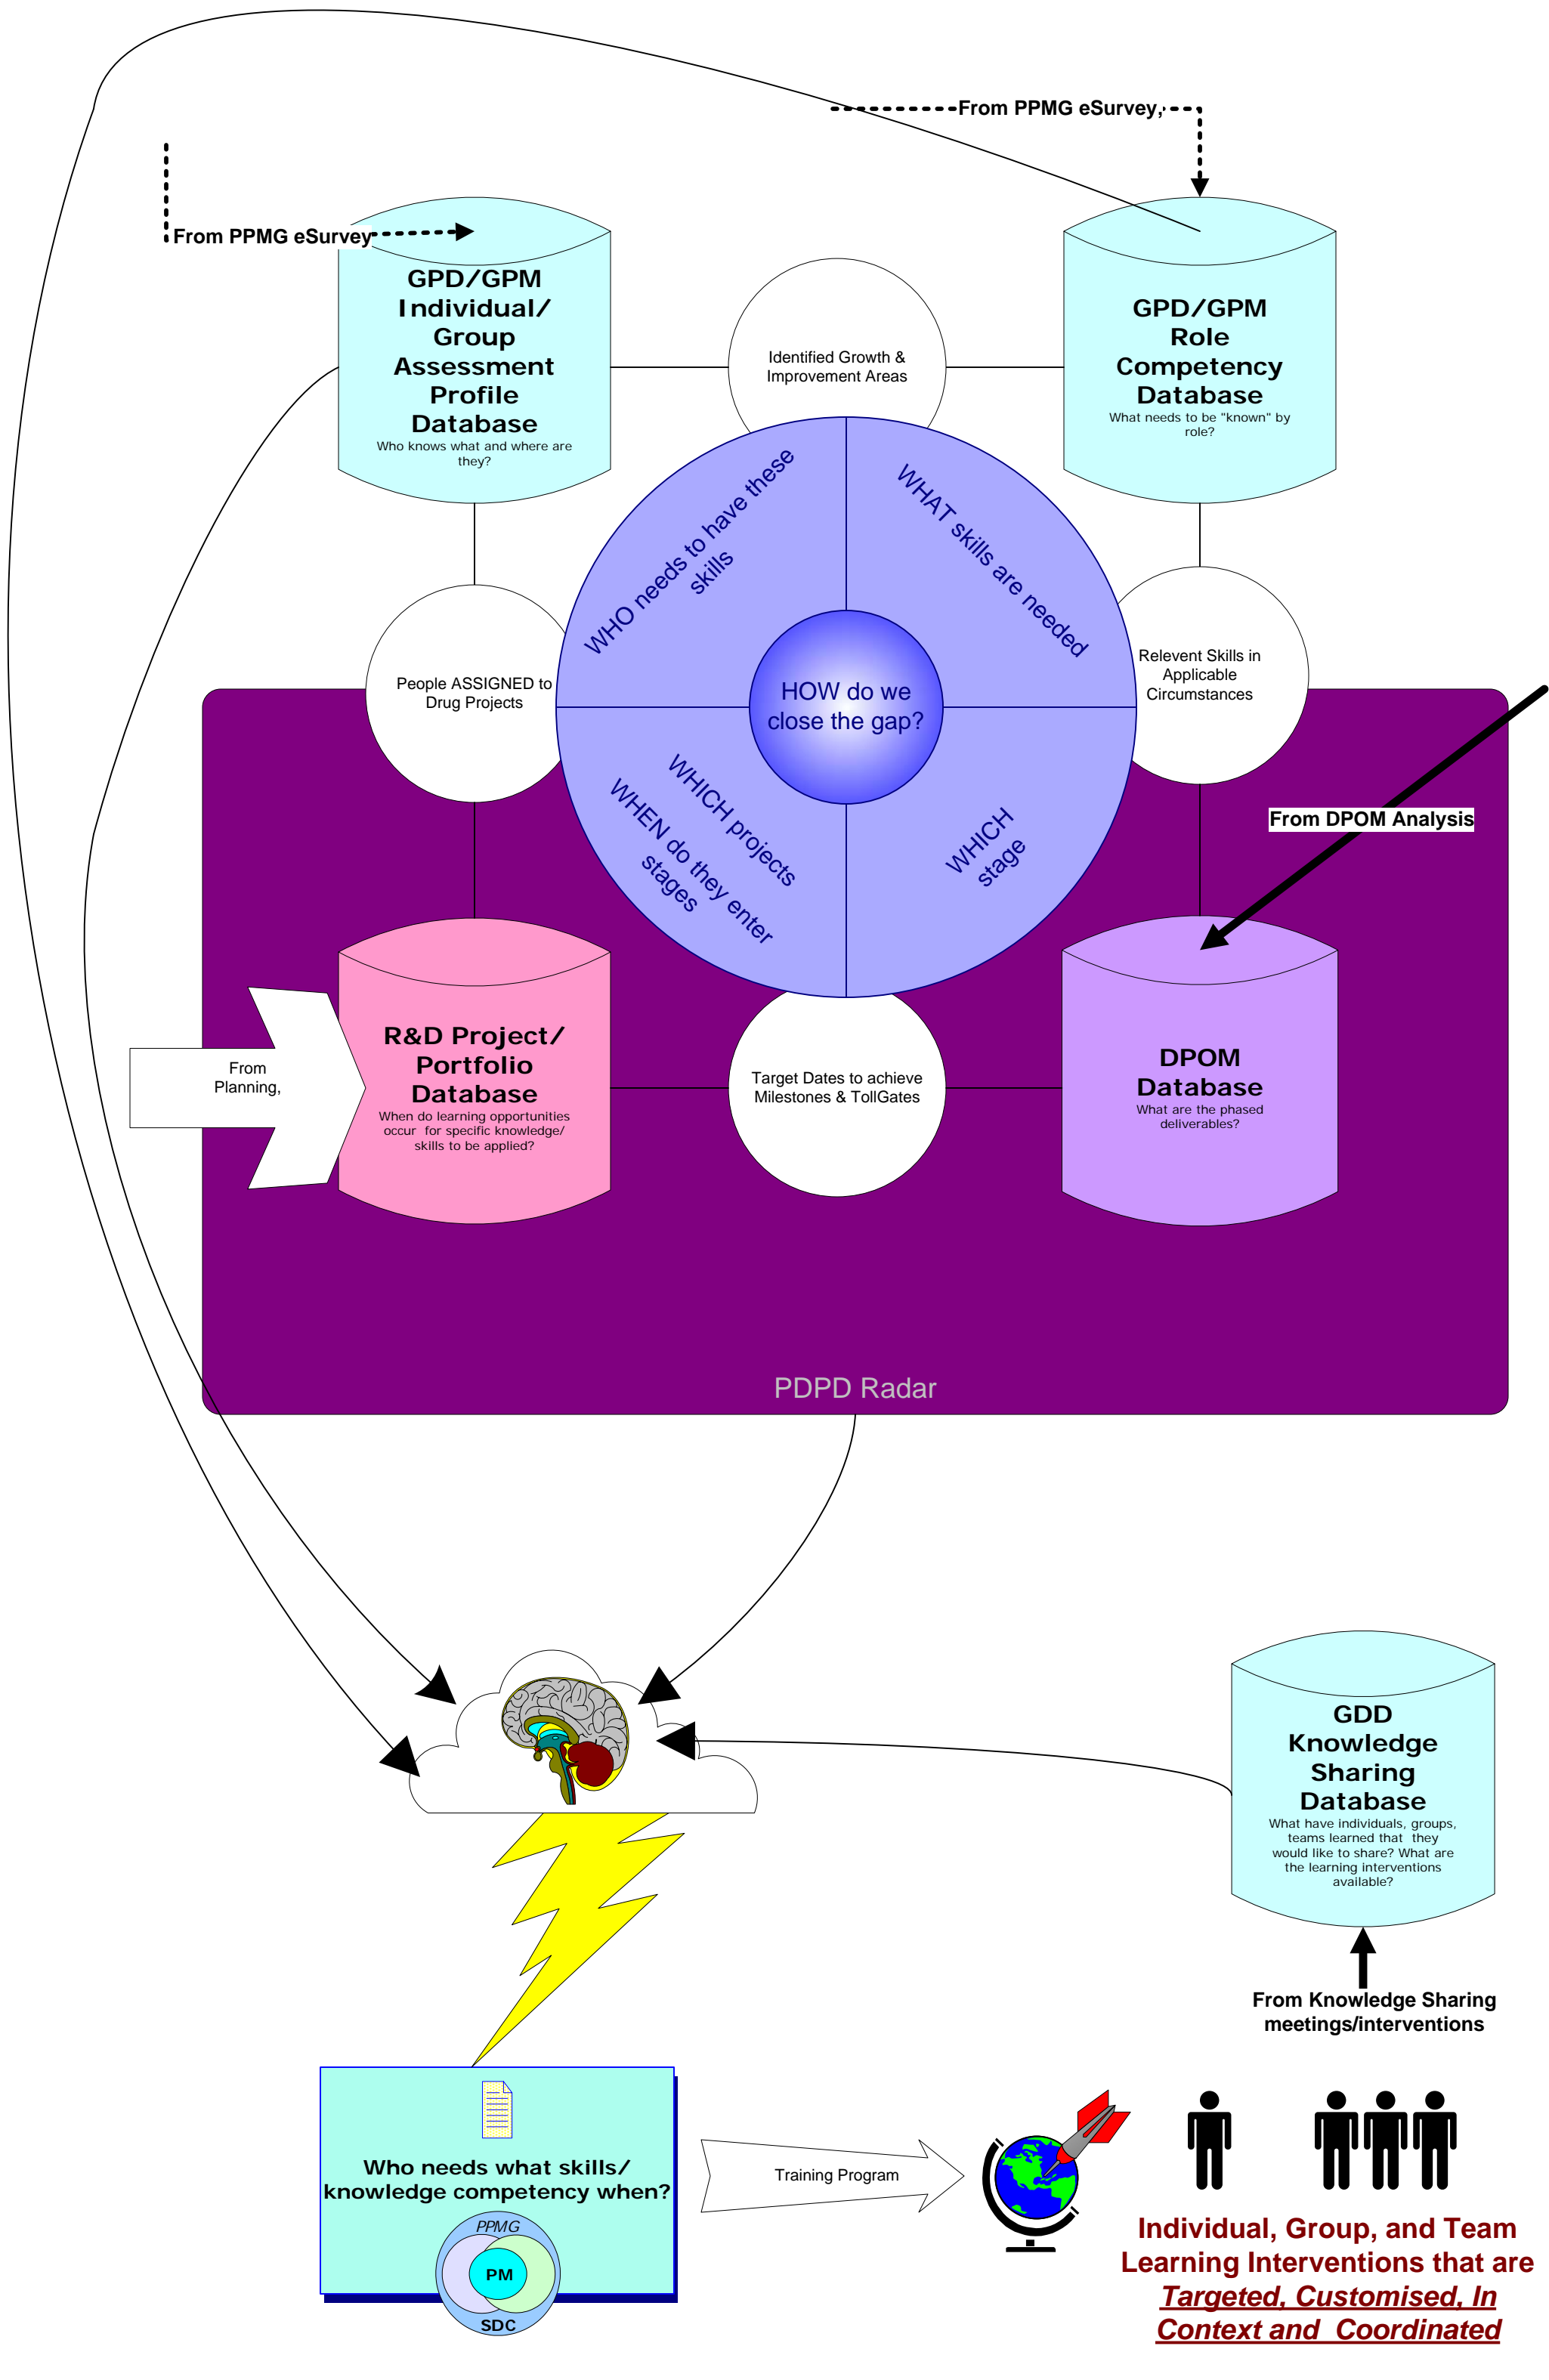 From PPMG eSurvey,
From PPMG eSurvey
GPD/GPM
Individual/
Group
Assessment
Profile
Database
Who knows what and where are
they?
Identified Growth &
Improvement Areas
GPD/GPM
Role
Competency
Database
What needs to be "known" by
role?
WHO needs to have these
skills
WHAT skills are needed
People ASSIGNED to
Drug Projects
HOW do we
close the gap?
Relevent Skills in
Applicable
Circumstances
WHICH projects
WHEN do they enter
stages
WHICH
stage
From DPOM Analysis
From
Planning,
R&D Project/
Portfolio
Database
When do learning opportunities
occur for specific knowledge/
skills to be applied?
Target Dates to achieve
Milestones & TollGates
DPOM
Database
What are the phased
deliverables?
PDPD Radar
GDD
Knowledge
Sharing
Database
What have individuals, groups,
teams learned that they
would like to share? What are
the learning interventions
available?
From Knowledge Sharing
meetings/interventions
Who needs what skills/
knowledge competency when?
PPMG
PM
SDC
Training Program
Individual, Group, and Team
Learning Interventions that are
Targeted, Customised, In
Context and Coordinated